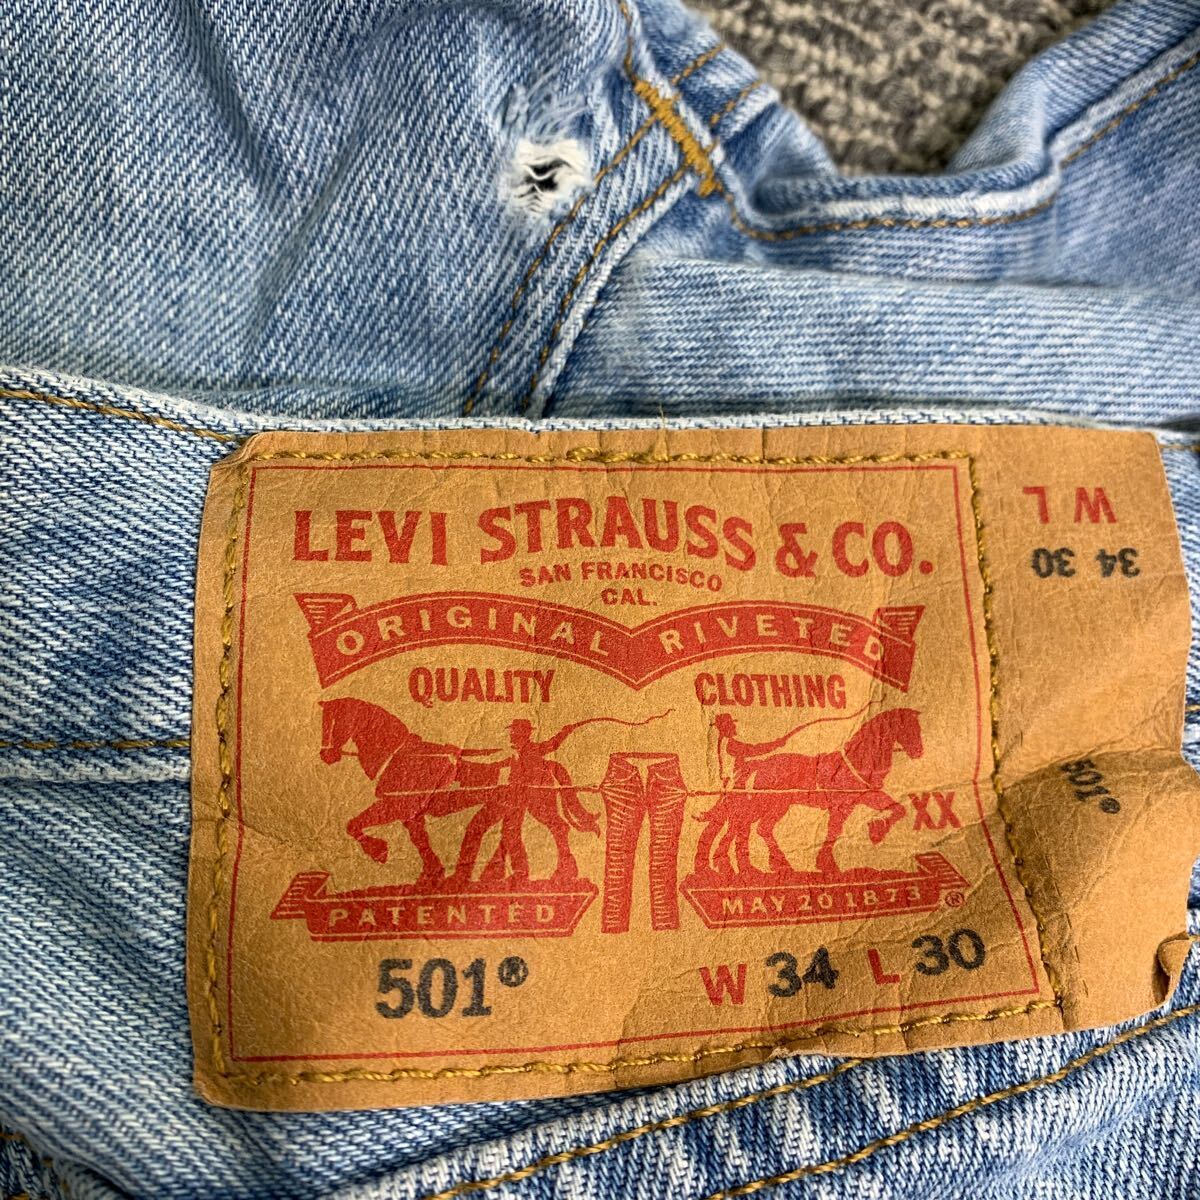 LEVI STRAUSS & CO.
SAN FRANCISCO
CAL.
ORIGINAL RIVETED
QUALITY CLOTHING
XX
PATENTED MAY 20 1873 ®
501® W 34 L 30
W L
34 30
501®